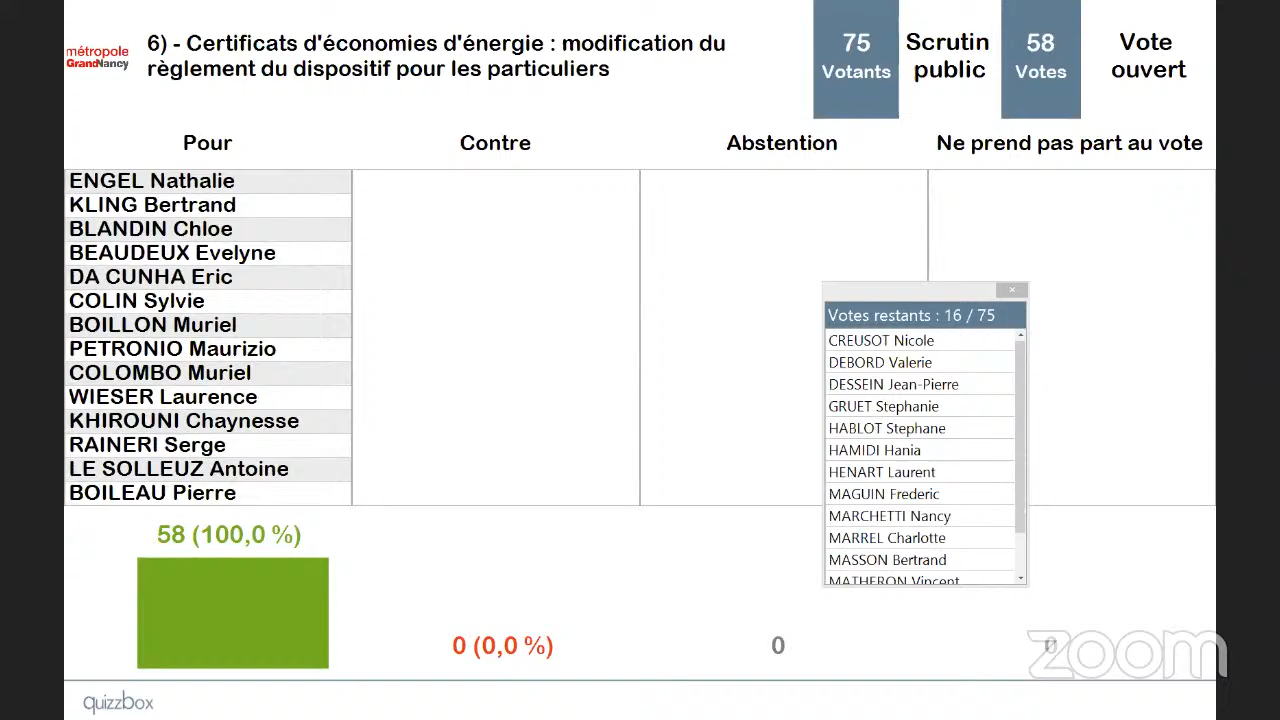 métropole
GrandNancy
6) - Certificats d'économies d'énergie : modification du
règlement du dispositif pour les particuliers
75
Votants
Scrutin
public
58
Votes
Vote
ouvert
Pour
Contre
Abstention
Ne prend pas part au vote
ENGEL Nathalie
KLING Bertrand
BLANDIN Chloe
BEAUDEUX Evelyne
DA CUNHA Eric
COLIN Sylvie
BOILLON Muriel
PETRONIO Maurizio
COLOMBO Muriel
WIESER Laurence
KHIROUNI Chaynesse
RAINERI Serge
LE SOLLEUZ Antoine
BOILEAU Pierre
Votes restants : 16 / 75
CREUSOT Nicole
DEBORD Valerie
DESSEIN Jean-Pierre
GRUET Stephanie
HABLOT Stephane
HAMIDI Hania
HENART Laurent
MAGUIN Frederic
MARCHETTI Nancy
MARREL Charlotte
MASSON Bertrand
MATHERON Vincent
58 (100,0 %)
0 (0,0 %)
0
0
zoom
quizzbox